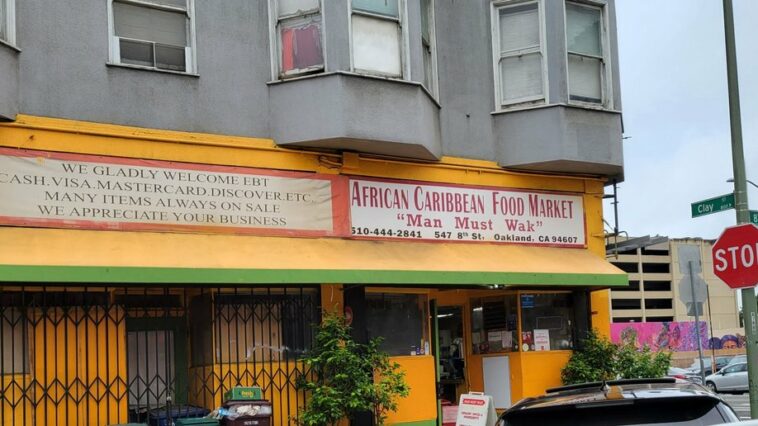 WE GLADLY WELCOME EBT
CASH.VISA.MASTERCARD.DISCOVER.ETC.
MANY ITEMS ALWAYS ON SALE
WE APPRECIATE YOUR BUSINESS
AFRICAN CARIBBEAN FOOD MARKET
"Man Must Wak"
510-444-2841 547 8th St. Oakland, CA 94607
Clay
STOP